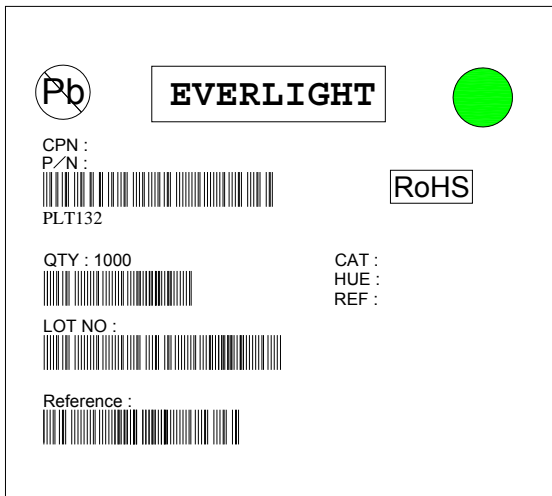 Pb
EVERLIGHT
CPN :
P/N :
RoHS
PLT132
QTY : 1000
CAT :
HUE :
REF :
LOT NO :
Reference :